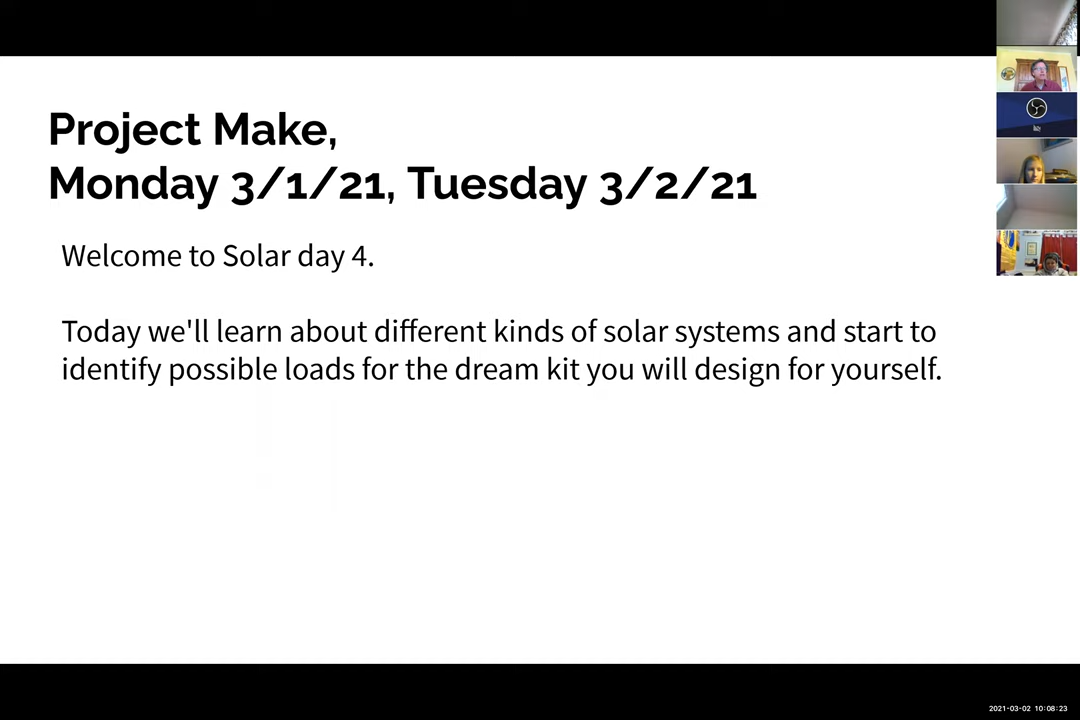 Project Make,
Monday 3/1/21, Tuesday 3/2/21
Welcome to Solar day 4.
Today we'll learn about different kinds of solar systems and start to
identify possible loads for the dream kit you will design for yourself.
2021-03-02 10:08:23